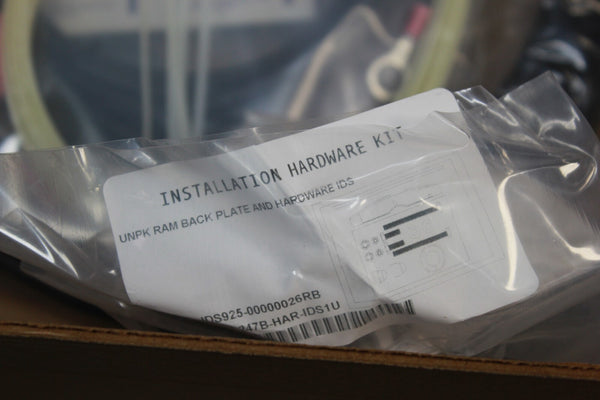 INSTALLATION HARDWARE KIT
UNPK RAM BACK PLATE AND HARDWARE IDS
IDS925-00000026RB
247B-HAR-IDS1U